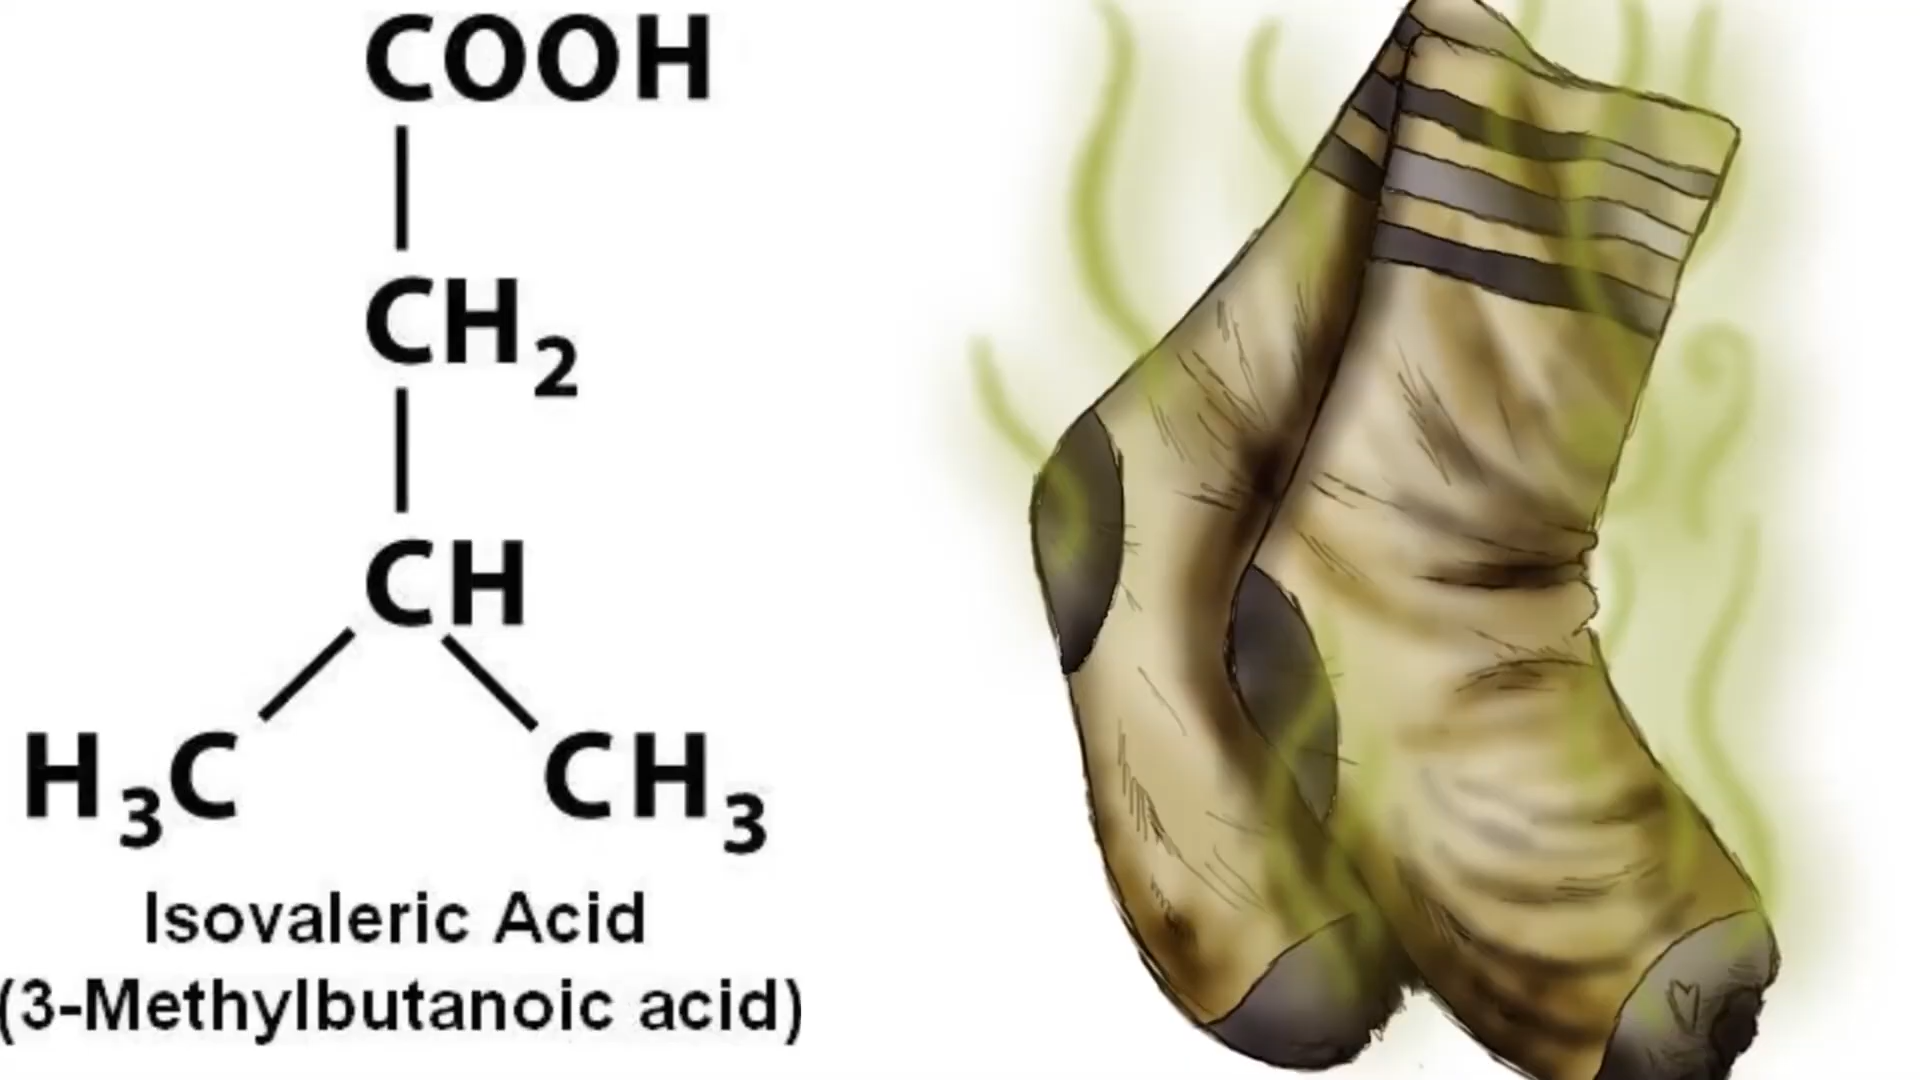 COOH
CH2
CH
H3C CH3
Isovaleric Acid
(3-Methylbutanoic acid)